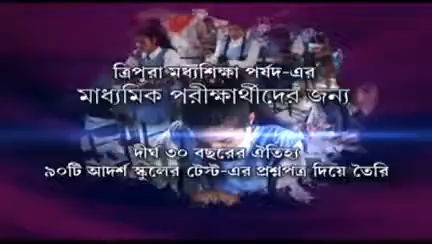 ত্রিপুরা মধ্যশিক্ষা পর্ষদ-এর
মাধ্যমিক পরীক্ষার্থীদের জন্য
দীর্ঘ ৩০ বছরের ঐতিহ্য
৯০টি আদর্শ স্কুলের টেস্ট-এর প্রশ্নপত্র দিয়ে তৈরি